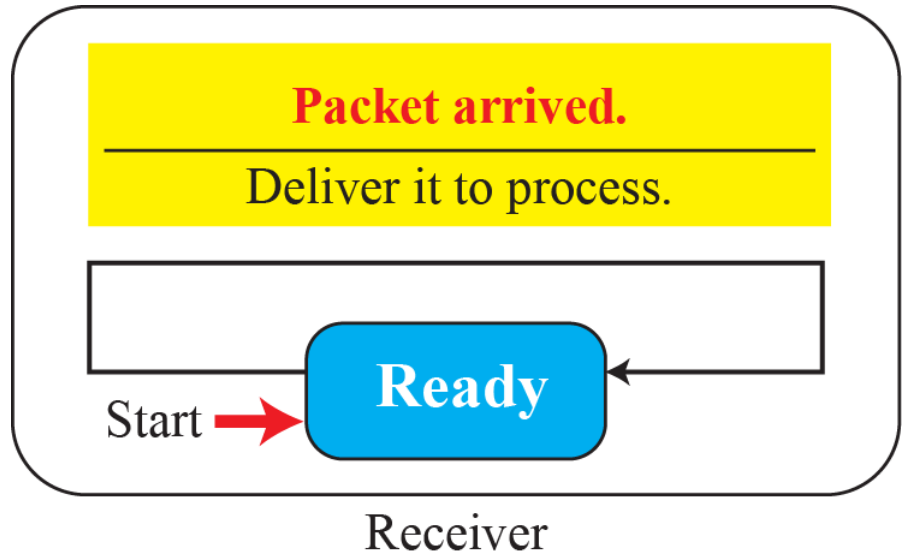 Packet arrived.
Deliver it to process.
Ready
Start
Receiver